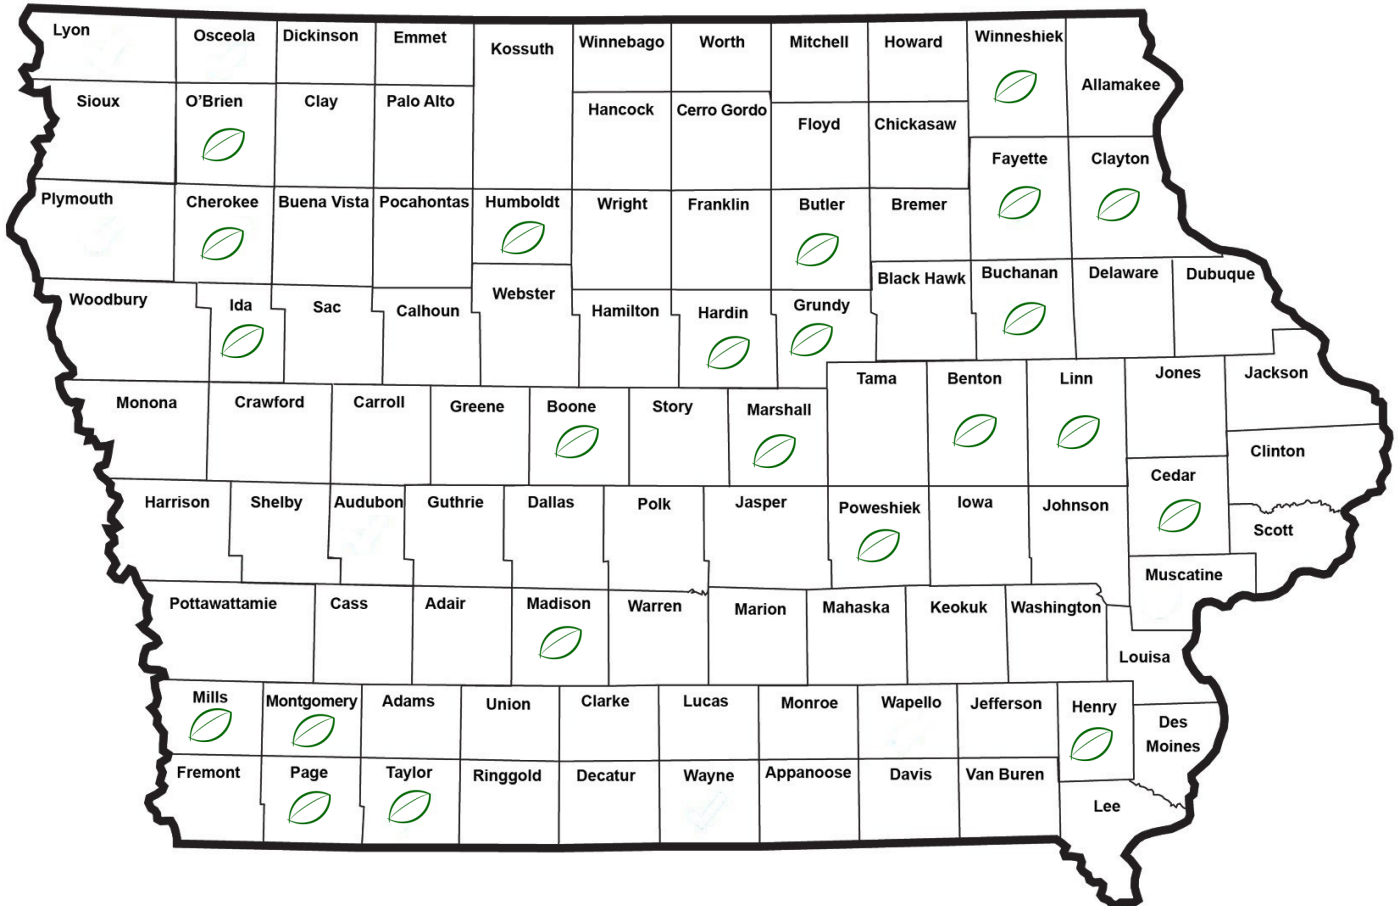 Lyon
Osceola
Dickinson
Emmet
Kossuth
Winnebago
Worth
Mitchell
Howard
Winneshiek
Allamakee
Sioux
O'Brien
Clay
Palo Alto
Hancock
Cerro Gordo
Floyd
Chickasaw
Fayette
Clayton
Plymouth
Cherokee
Buena Vista
Pocahontas
Humboldt
Wright
Franklin
Butler
Bremer
Black Hawk
Buchanan
Delaware
Dubuque
Woodbury
Ida
Sac
Calhoun
Webster
Hamilton
Hardin
Grundy
Tama
Benton
Linn
Jones
Jackson
Monona
Crawford
Carroll
Greene
Boone
Story
Marshall
Clinton
Cedar
Harrison
Shelby
Audubon
Guthrie
Dallas
Polk
Jasper
Poweshiek
Iowa
Johnson
Scott
Muscatine
Pottawattamie
Cass
Adair
Madison
Warren
Marion
Mahaska
Keokuk
Washington
Louisa
Mills
Montgomery
Adams
Union
Clarke
Lucas
Monroe
Wapello
Jefferson
Henry
Des
Moines
Fremont
Page
Taylor
Ringgold
Decatur
Wayne
Appanoose
Davis
Van Buren
Lee